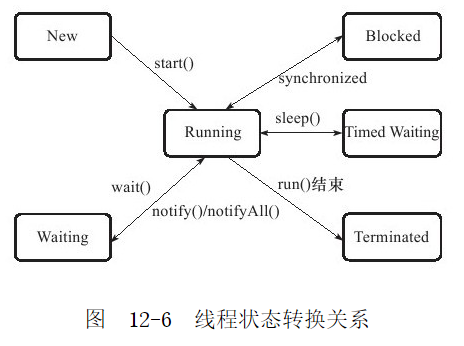 New
Blocked
start()
synchronized
Running
sleep()
Timed Waiting
wait()
run()结束
notify()/notifyAll()
Waiting
Terminated
图 12-6 线程状态转换关系